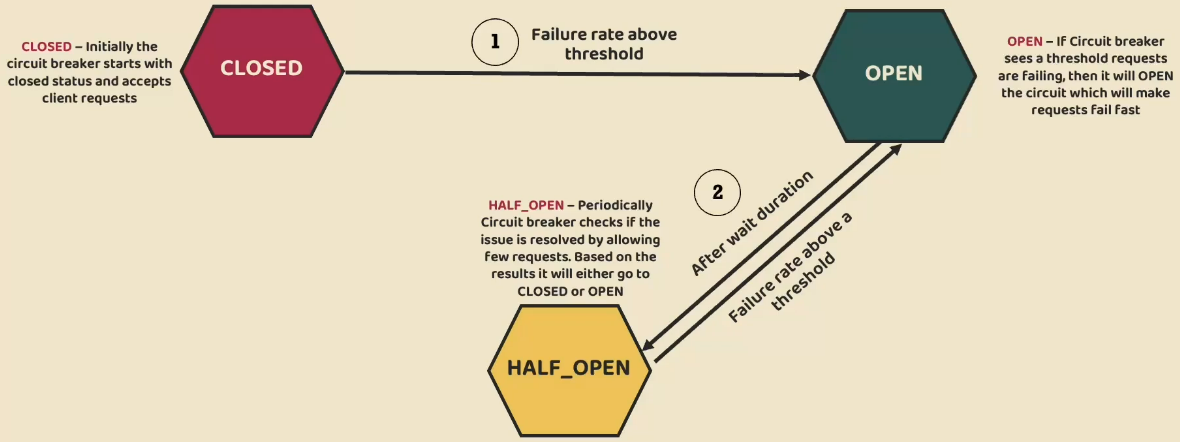 CLOSED – Initially the
circuit breaker starts with
closed status and accepts
client requests
CLOSED
1
Failure rate above
threshold
OPEN
OPEN – If Circuit breaker
sees a threshold requests
are failing, then it will OPEN
the circuit which will make
requests fail fast
2
After wait duration
Failure rate above a
threshold
HALF_OPEN – Periodically
Circuit breaker checks if the
issue is resolved by allowing
few requests. Based on the
results it will either go to
CLOSED or OPEN
HALF_OPEN